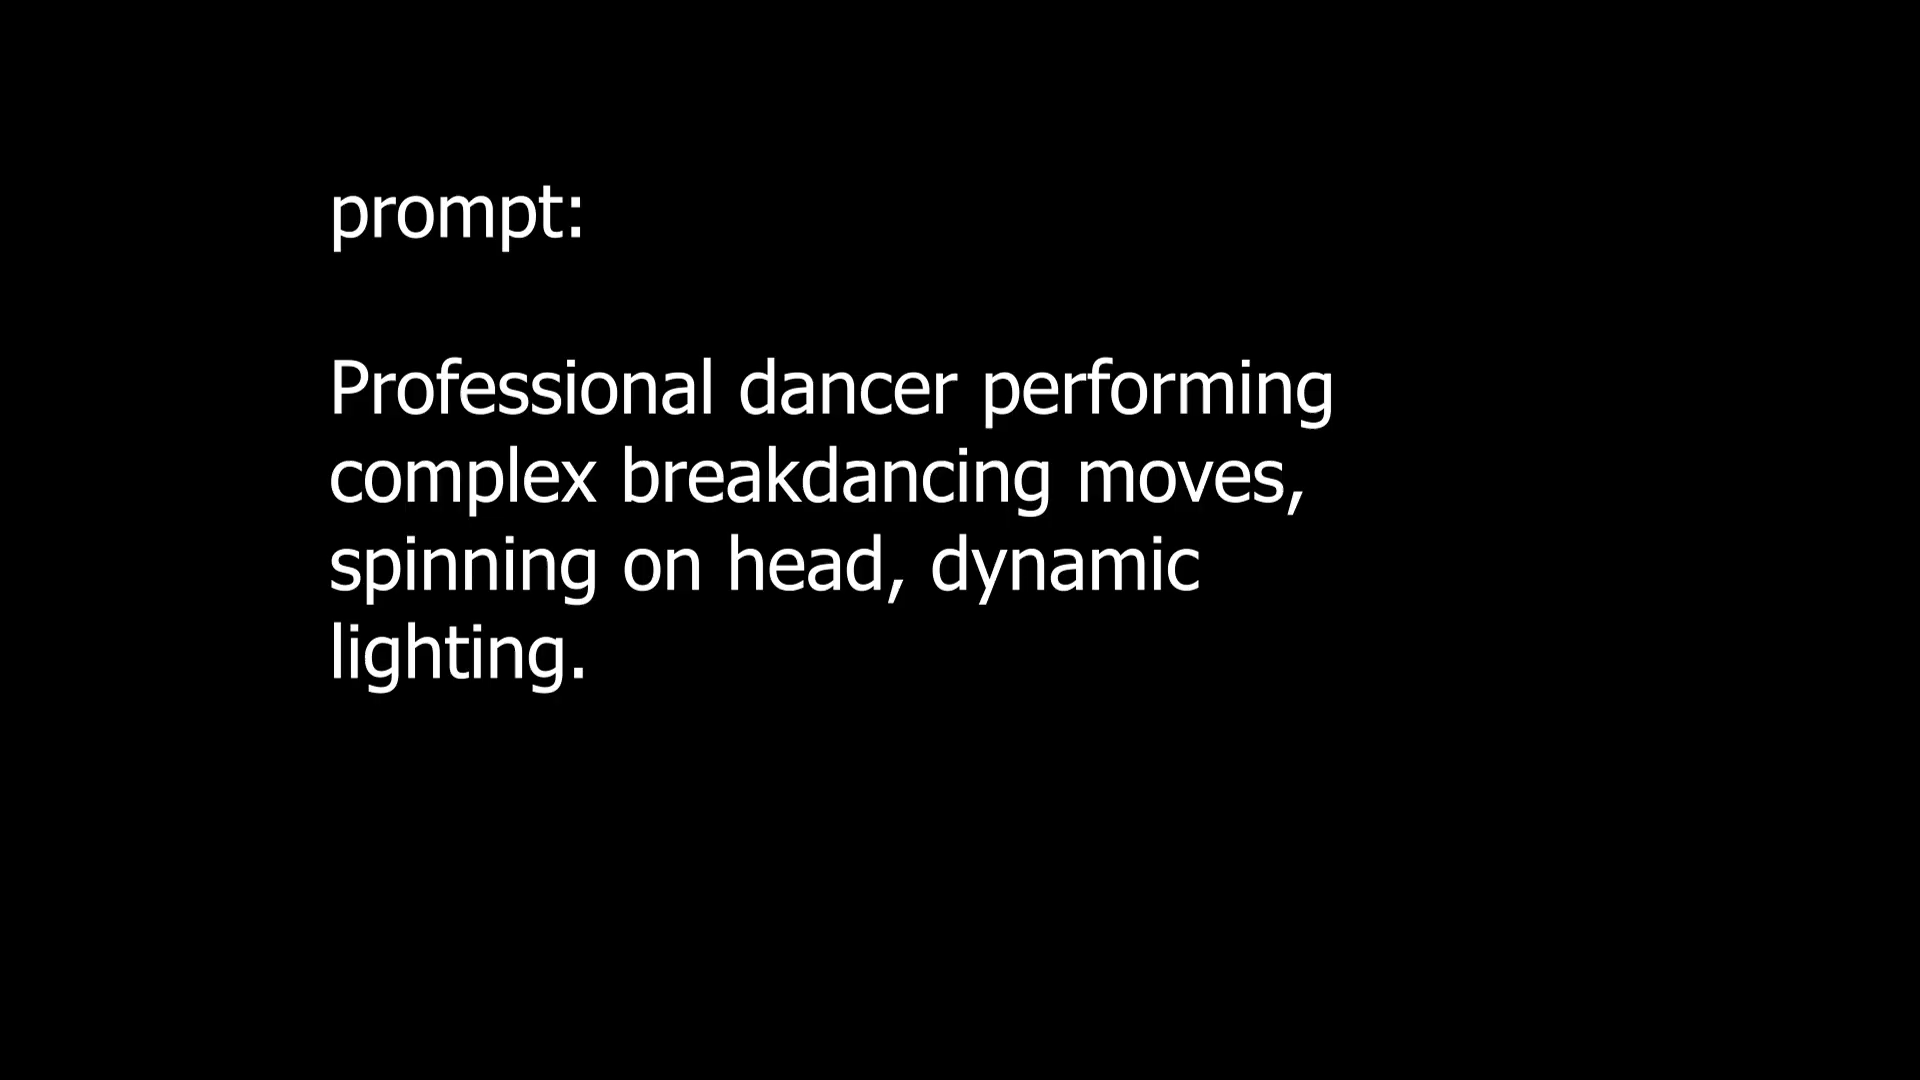 prompt:
Professional dancer performing
complex breakdancing moves,
spinning on head, dynamic
lighting.